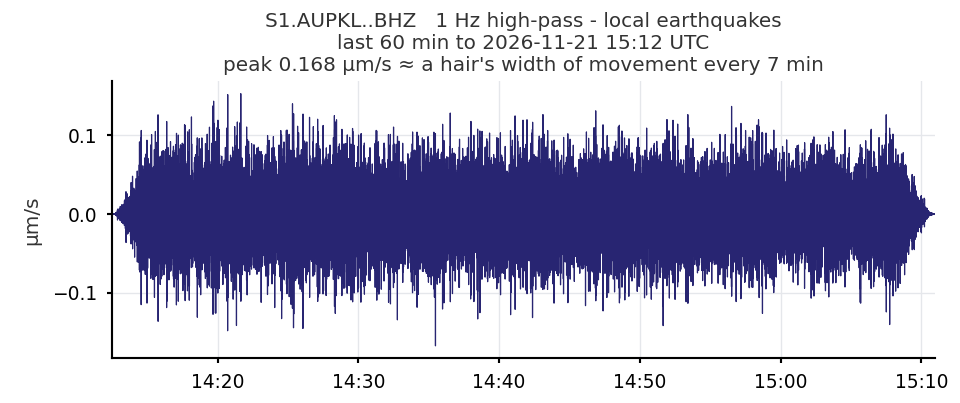 S1.AUPKL..BHZ   1 Hz high-pass - local earthquakes
last 60 min to 2026-11-21 15:12 UTC
peak 0.168 µm/s ≈ a hair's width of movement every 7 min
µm/s
0.1
0.0
−0.1
14:20 14:30 14:40 14:50 15:00 15:10